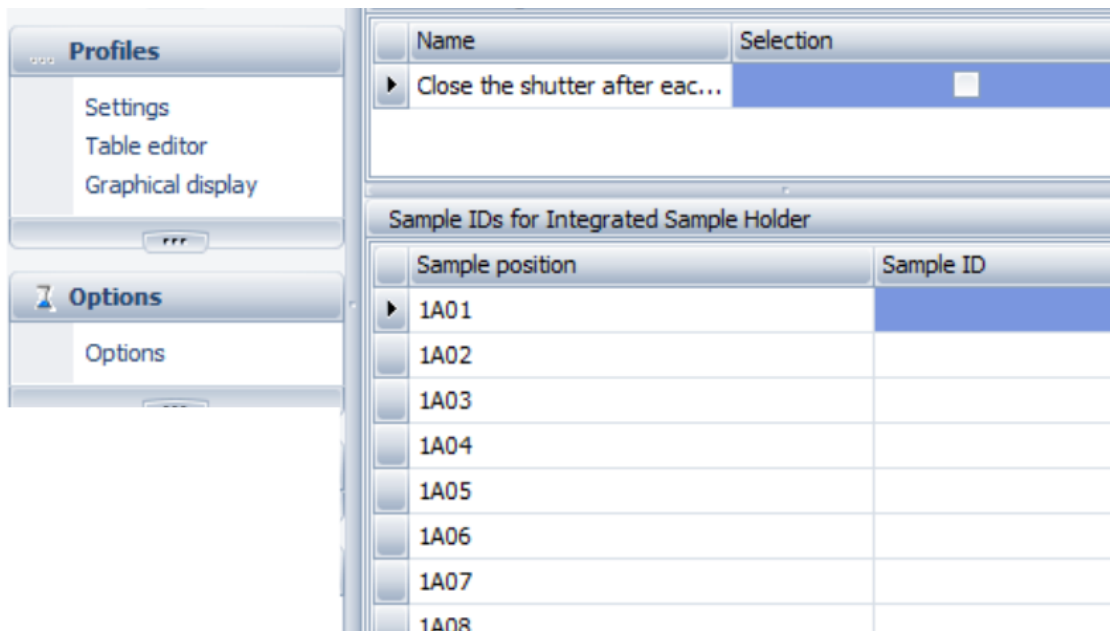 Profiles
Settings
Table editor
Graphical display
Options
Options
Name Selection
Close the shutter after eac...
Sample IDs for Integrated Sample Holder
Sample position Sample ID
1A01
1A02
1A03
1A04
1A05
1A06
1A07
1A08